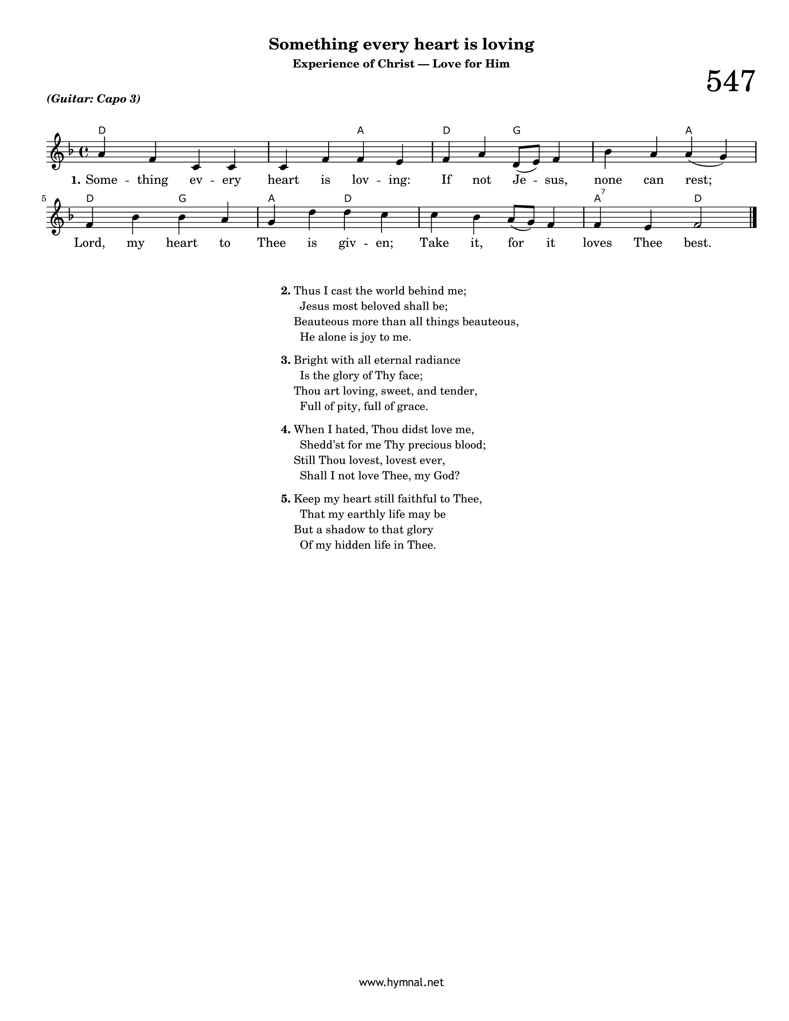 Something every heart is loving
Experience of Christ — Love for Him
547
(Guitar: Capo 3)
D A D G A
1. Some - thing ev - ery heart is lov - ing: If not Je - sus, none can rest;
5
D G A D A7 D
Lord, my heart to Thee is giv - en; Take it, for it loves Thee best.
2. Thus I cast the world behind me;
Jesus most beloved shall be;
Beauteous more than all things beauteous,
He alone is joy to me.
3. Bright with all eternal radiance
Is the glory of Thy face;
Thou art loving, sweet, and tender,
Full of pity, full of grace.
4. When I hated, Thou didst love me,
Shedd'st for me Thy precious blood;
Still Thou lovest, lovest ever,
Shall I not love Thee, my God?
5. Keep my heart still faithful to Thee,
That my earthly life may be
But a shadow to that glory
Of my hidden life in Thee.
www.hymnal.net